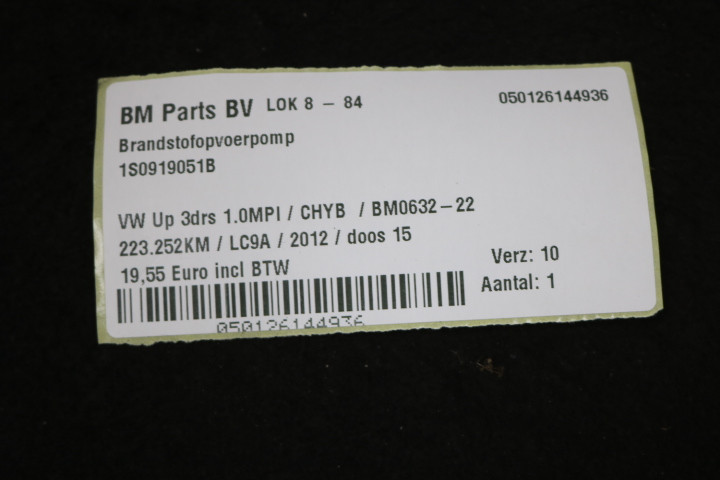 BM Parts BV LOK 8 – 84 050126144936
Brandstofopvoerpomp
1S0919051B
VW Up 3drs 1.0MPI / CHYB / BM0632–22
223.252KM / LC9A / 2012 / doos 15
19,55 Euro incl BTW Verz: 10
Aantal: 1
050126144936